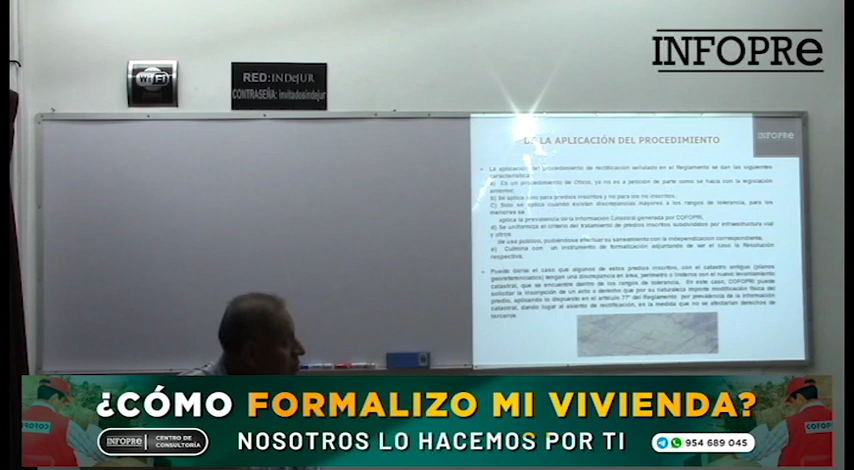 INFOPRe
WiFi
RED: INDeJUR
CONTRASEÑA: invitadosindejur
INFOPRe
DE LA APLICACIÓN DEL PROCEDIMIENTO
La aplicación del procedimiento de rectificación señalado en el Reglamento se dan las siguientes
características:
a) Es un procedimiento de Oficio, ya no es a petición de parte como se hacía con la legislación
anterior,
b) Se aplica solo para predios inscritos y no para los no inscritos,
C) Solo se aplica cuando existan discrepancias mayores a los rangos de tolerancia, para los
menores se
aplica la prevalencia de la Información Catastral generada por COFOPRI,
d) Se uniformiza el criterio del tratamiento de predios inscritos subdivididos por infraestructura vial
y otros
de uso público, pudiéndose efectuar su saneamiento con la independización correspondiente,
e) Culmina con un instrumento de formalización adjuntando de ser el caso la Resolución
respectiva.
Puede darse el caso que algunos de estos predios inscritos, con el catastro antiguo (planos
georeferenciados) tengan una discrepancia en área, perímetro o linderos con el nuevo levantamiento
catastral, que se encuentre dentro de los rangos de tolerancia. En este caso, COFOPRI puede
solicitar la inscripción de un acto o derecho que por su naturaleza importe modificación física del
predio, aplicando lo dispuesto en el artículo 77° del Reglamento por prevalencia de la información
catastral, dando lugar al asiento de rectificación, en la medida que no se afectarían derechos de
terceros
¿CÓMO FORMALIZO MI VIVIENDA?
INFOPRe CENTRO DE
CONSULTORÍA
NOSOTROS LO HACEMOS POR TI
954 689 045
COFOPRI